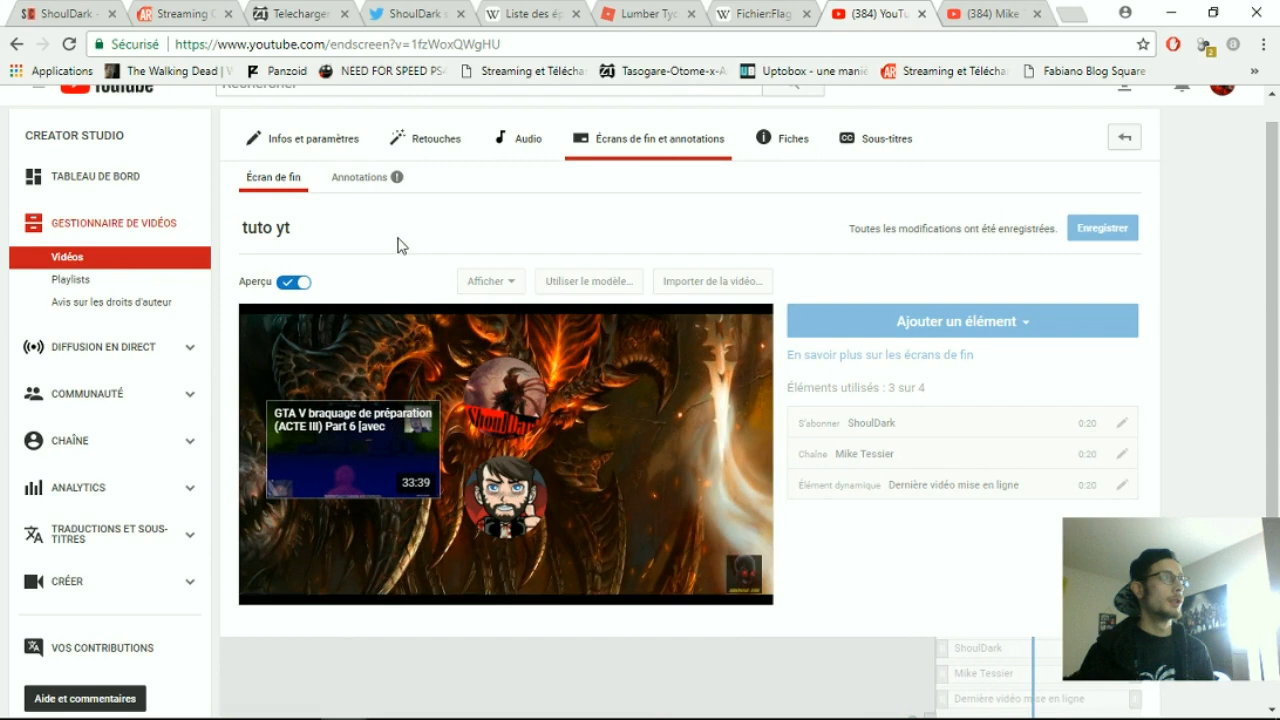 ShoulDark -
Streaming
Telecharger
ShoulDark s
Liste des ép
Lumber Tyc
Fichier:Flag
(384) YouTu
(384) Mike T
Sécurisé
https://www.youtube.com/endscreen?v=1fzWoxQWgHU
Applications
The Walking Dead |
Panzoid
NEED FOR SPEED PS4
Streaming et Télécha
Tasogare-Otome-x-A
Uptobox - une maniè
Streaming et Télécha
Fabiano Blog Square
YouTube
Rechercher
CREATOR STUDIO
TABLEAU DE BORD
GESTIONNAIRE DE VIDÉOS
Vidéos
Playlists
Avis sur les droits d'auteur
DIFFUSION EN DIRECT
COMMUNAUTÉ
CHAÎNE
ANALYTICS
TRADUCTIONS ET SOUS-
TITRES
CRÉER
VOS CONTRIBUTIONS
Aide et commentaires
Infos et paramètres
Retouches
Audio
Écrans de fin et annotations
Fiches
CC Sous-titres
Écran de fin
Annotations
tuto yt
Toutes les modifications ont été enregistrées.
Enregistrer
Aperçu
Afficher
Utiliser le modèle...
Importer de la vidéo...
GTA V braquage de préparation
(ACTE III) Part 6 [avec
33:39
ShoulDark
Ajouter un élément
En savoir plus sur les écrans de fin
Éléments utilisés : 3 sur 4
S'abonner ShoulDark 0:20
Chaîne Mike Tessier 0:20
Élément dynamique Dernière vidéo mise en ligne 0:20
ShoulDark
Mike Tessier
Dernière vidéo mise en ligne